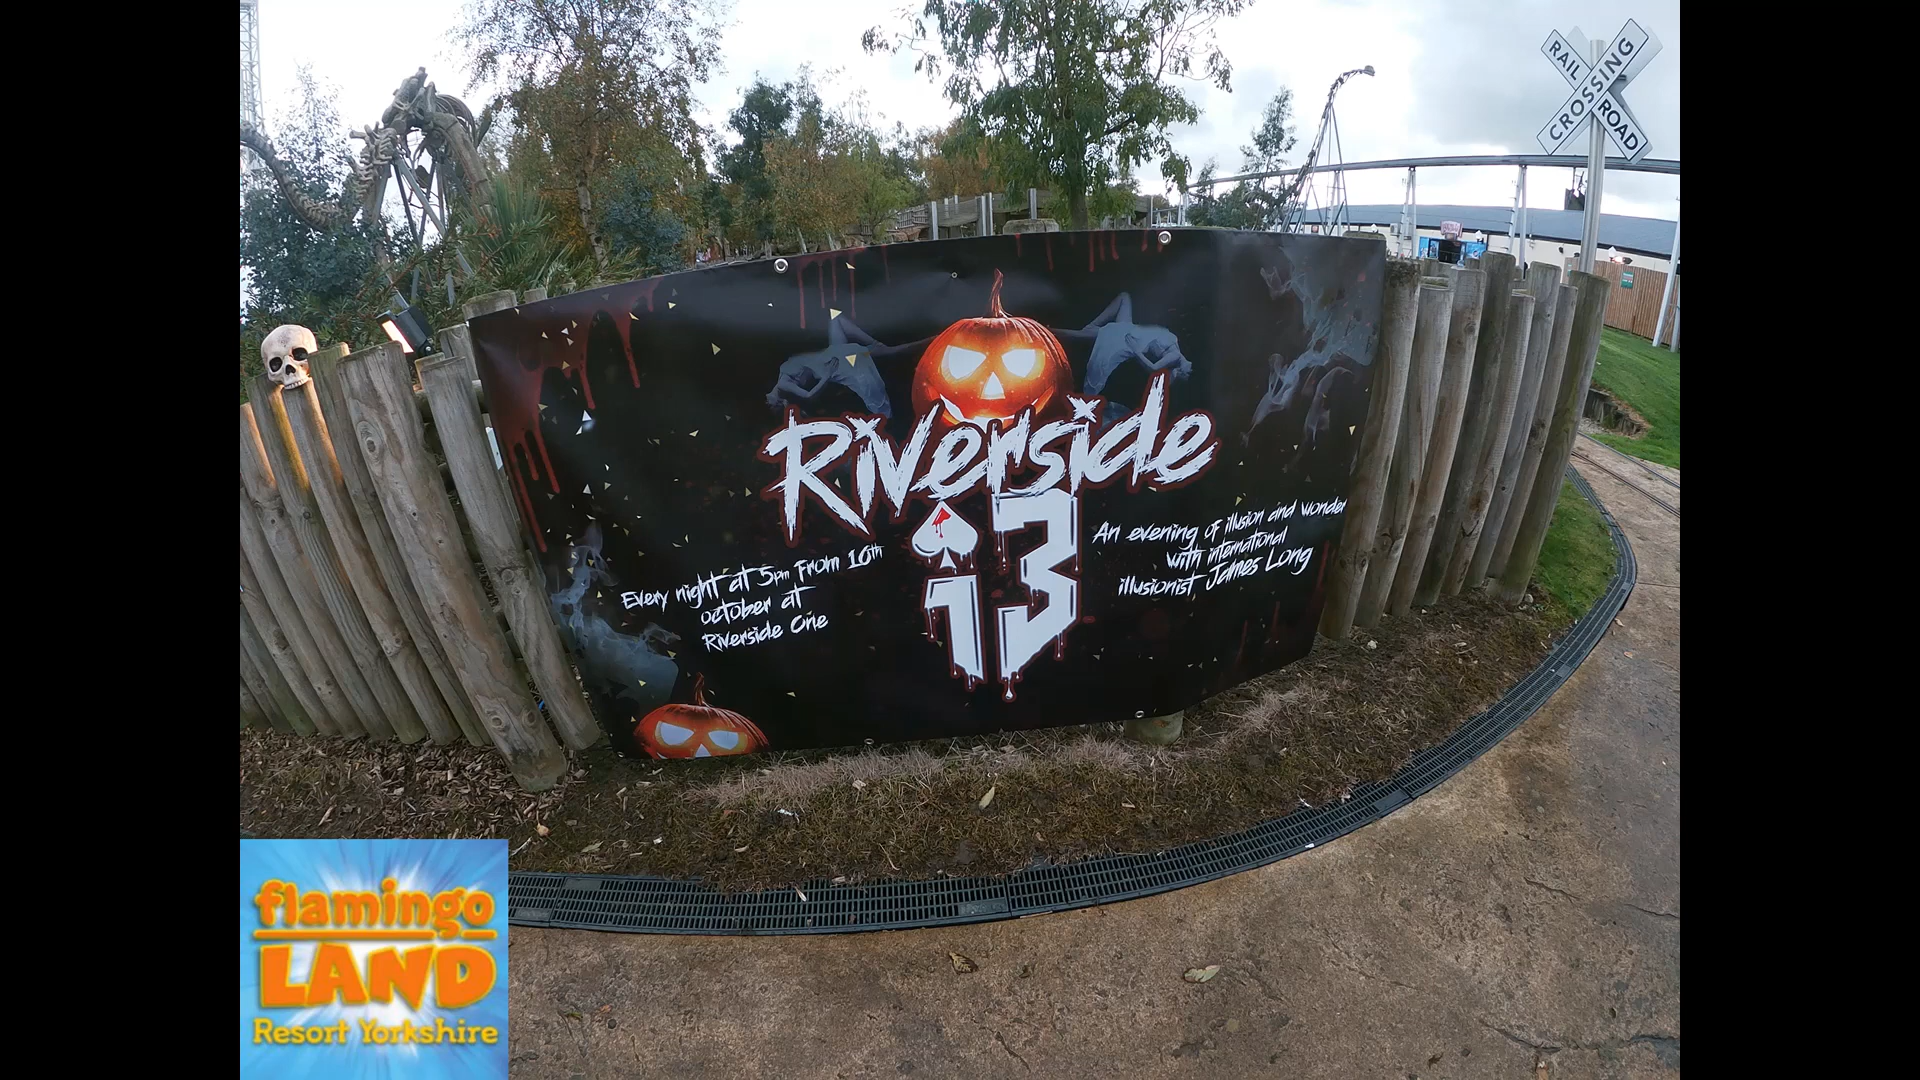 RAIL
CROSSING
ROAD
Riverside
13
Every night at 5pm From 10th
october at
Riverside One
An evening of illusion and wonder
with international
illusionist James Long
flamingo
LAND
Resort Yorkshire